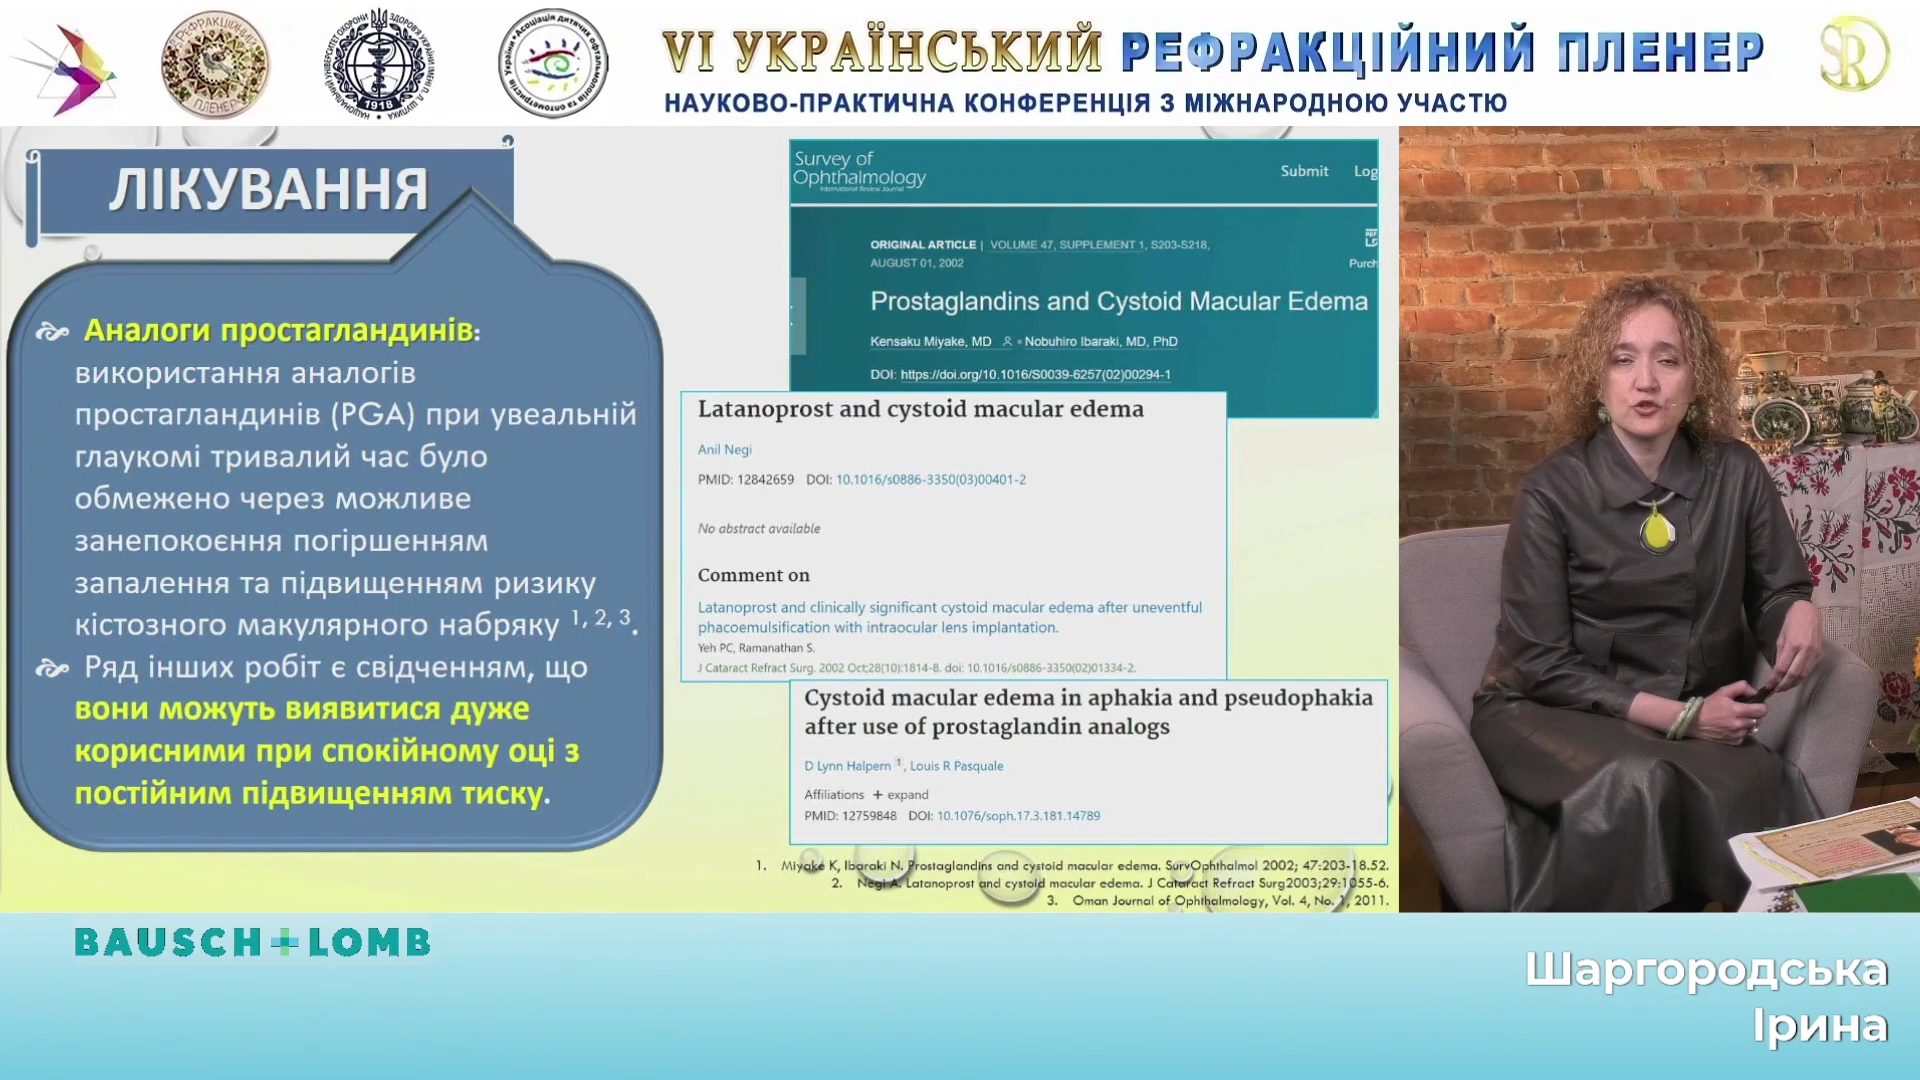 VI УКРАЇНСЬКИЙ РЕФРАКЦІЙНИЙ ПЛЕНЕР
НАУКОВО-ПРАКТИЧНА КОНФЕРЕНЦІЯ З МІЖНАРОДНОЮ УЧАСТЮ
1918
SR
ЛІКУВАННЯ
Аналоги простагландинів:
використання аналогів
простагландинів (PGA) при увеальній
глаукомі тривалий час було
обмежено через можливе
занепокоєння погіршенням
запалення та підвищенням ризику
кістозного макулярного набряку 1, 2, 3.
Ряд інших робіт є свідченням, що
вони можуть виявитися дуже
корисними при спокійному оці з
постійним підвищенням тиску.
Survey of
Ophthalmology
International Review Journal
Submit Log
ORIGINAL ARTICLE | VOLUME 47, SUPPLEMENT 1, S203-S218,
AUGUST 01, 2002
Purch
Prostaglandins and Cystoid Macular Edema
Kensaku Miyake, MD • Nobuhiro Ibaraki, MD, PhD
DOI: https://doi.org/10.1016/S0039-6257(02)00294-1
Latanoprost and cystoid macular edema
Anil Negi
PMID: 12842659 DOI: 10.1016/s0886-3350(03)00401-2
No abstract available
Comment on
Latanoprost and clinically significant cystoid macular edema after uneventful
phacoemulsification with intraocular lens implantation.
Yeh PC, Ramanathan S.
J Cataract Refract Surg. 2002 Oct;28(10):1814-8. doi: 10.1016/s0886-3350(02)01334-2.
Cystoid macular edema in aphakia and pseudophakia
after use of prostaglandin analogs
D Lynn Halpern 1, Louis R Pasquale
Affiliations + expand
PMID: 12759848 DOI: 10.1076/soph.17.3.181.14789
1. Miyake K, Ibaraki N. Prostaglandins and cystoid macular edema. SurvOphthalmol 2002; 47:203-18.52.
2. Negi A. Latanoprost and cystoid macular edema. J Cataract Refract Surg2003;29:1055-6.
3. Oman Journal of Ophthalmology, Vol. 4, No. 1, 2011.
BAUSCH + LOMB
Шаргородська
Ірина